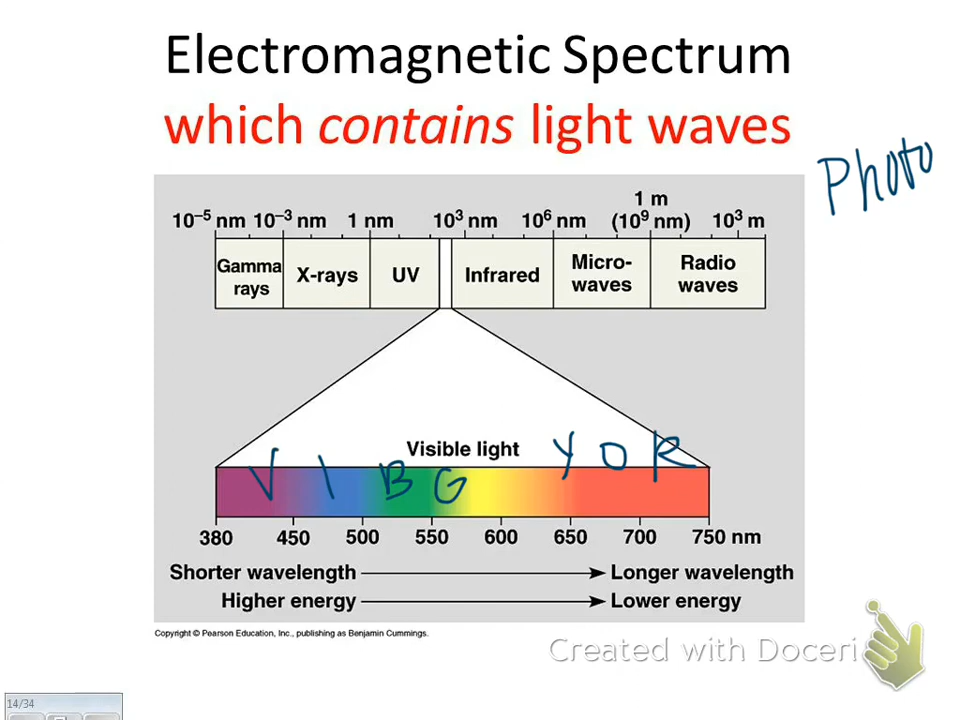 Electromagnetic Spectrum
which contains light waves
Photo
1 m
10⁻⁵ nm 10⁻³ nm 1 nm 10³ nm 10⁶ nm (10⁹ nm) 10³ m
Gamma rays X-rays UV Infrared Micro-waves Radio waves
Visible light
V I B G Y O R
380 450 500 550 600 650 700 750 nm
Shorter wavelength Longer wavelength
Higher energy Lower energy
Copyright © Pearson Education, Inc., publishing as Benjamin Cummings.
Created with Doceri
14/34